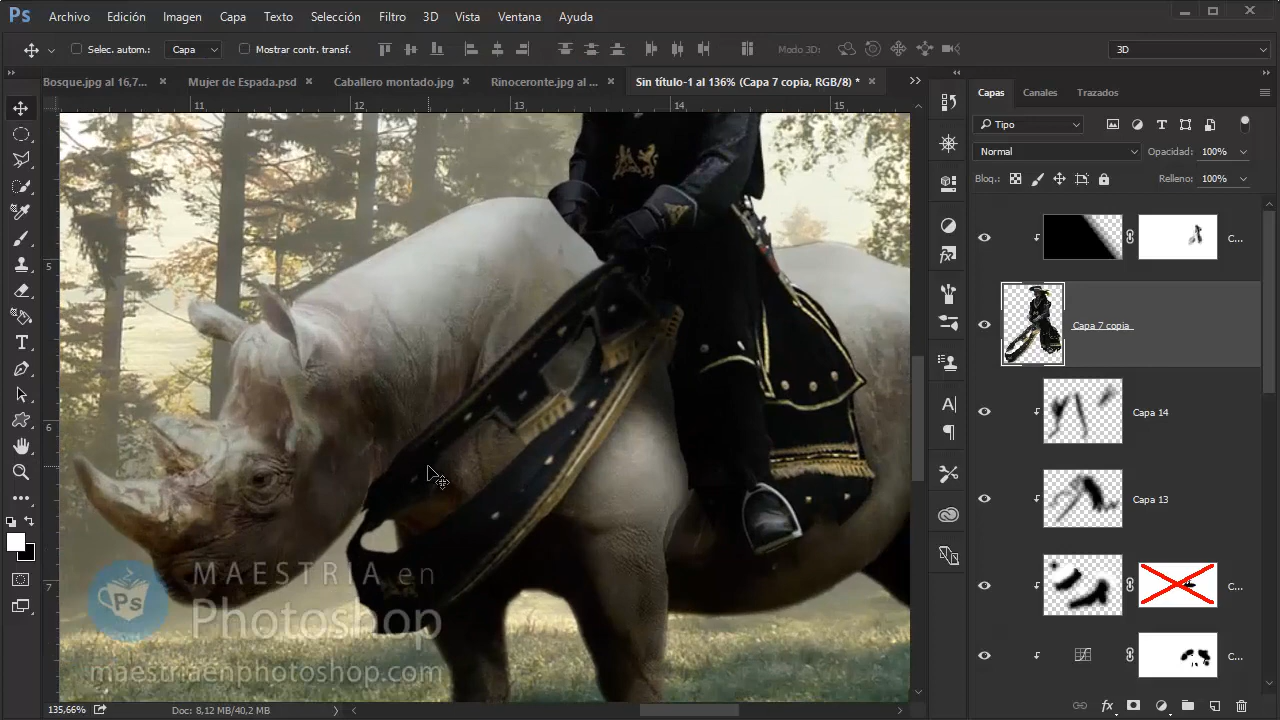 Ps Archivo Edición Imagen Capa Texto Selección Filtro 3D Vista Ventana Ayuda
Selec. autom.: Capa Mostrar contr. transf. Modo 3D: 3D
Bosque.jpg al 16,7... × Mujer de Espada.psd × Caballero montado.jpg × Rinoceronte.jpg al ... × Sin título-1 al 136% (Capa 7 copia, RGB/8) * ×
11 12 13 14 15
Capas Canales Trazados
Tipo
Normal Opacidad: 100%
Bloq.: Relleno: 100%
C...
5
Capa 7 copia
6
Capa 14
Capa 13
7
C...
C...
Ps
MAESTRIA en
Photoshop
maestriaenphotoshop.com
135,66% Doc: 8,12 MB/40,2 MB